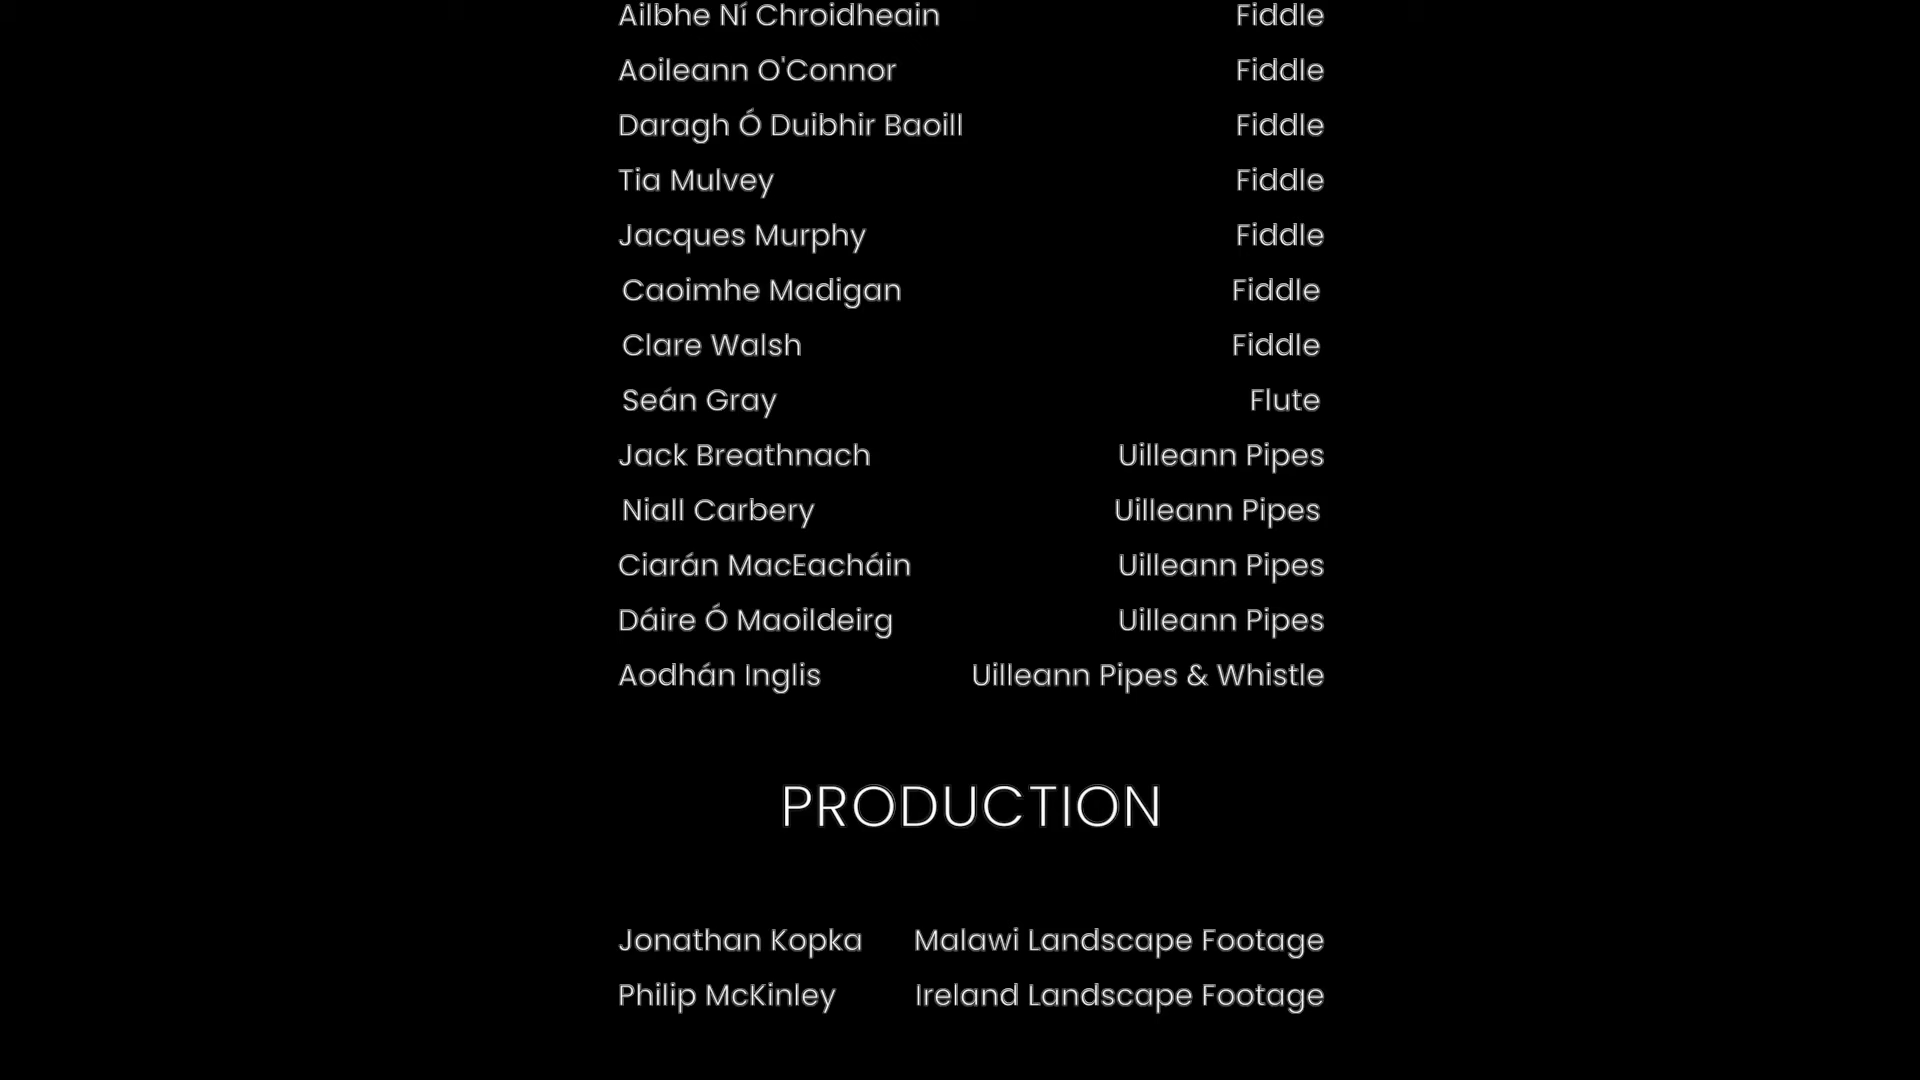 Ailbhe Ní Chroidheain Fiddle
Aoileann O'Connor Fiddle
Daragh Ó Duibhir Baoill Fiddle
Tia Mulvey Fiddle
Jacques Murphy Fiddle
Caoimhe Madigan Fiddle
Clare Walsh Fiddle
Seán Gray Flute
Jack Breathnach Uilleann Pipes
Niall Carbery Uilleann Pipes
Ciarán MacEacháin Uilleann Pipes
Dáire Ó Maoildeirg Uilleann Pipes
Aodhán Inglis Uilleann Pipes & Whistle
PRODUCTION
Jonathan Kopka Malawi Landscape Footage
Philip McKinley Ireland Landscape Footage